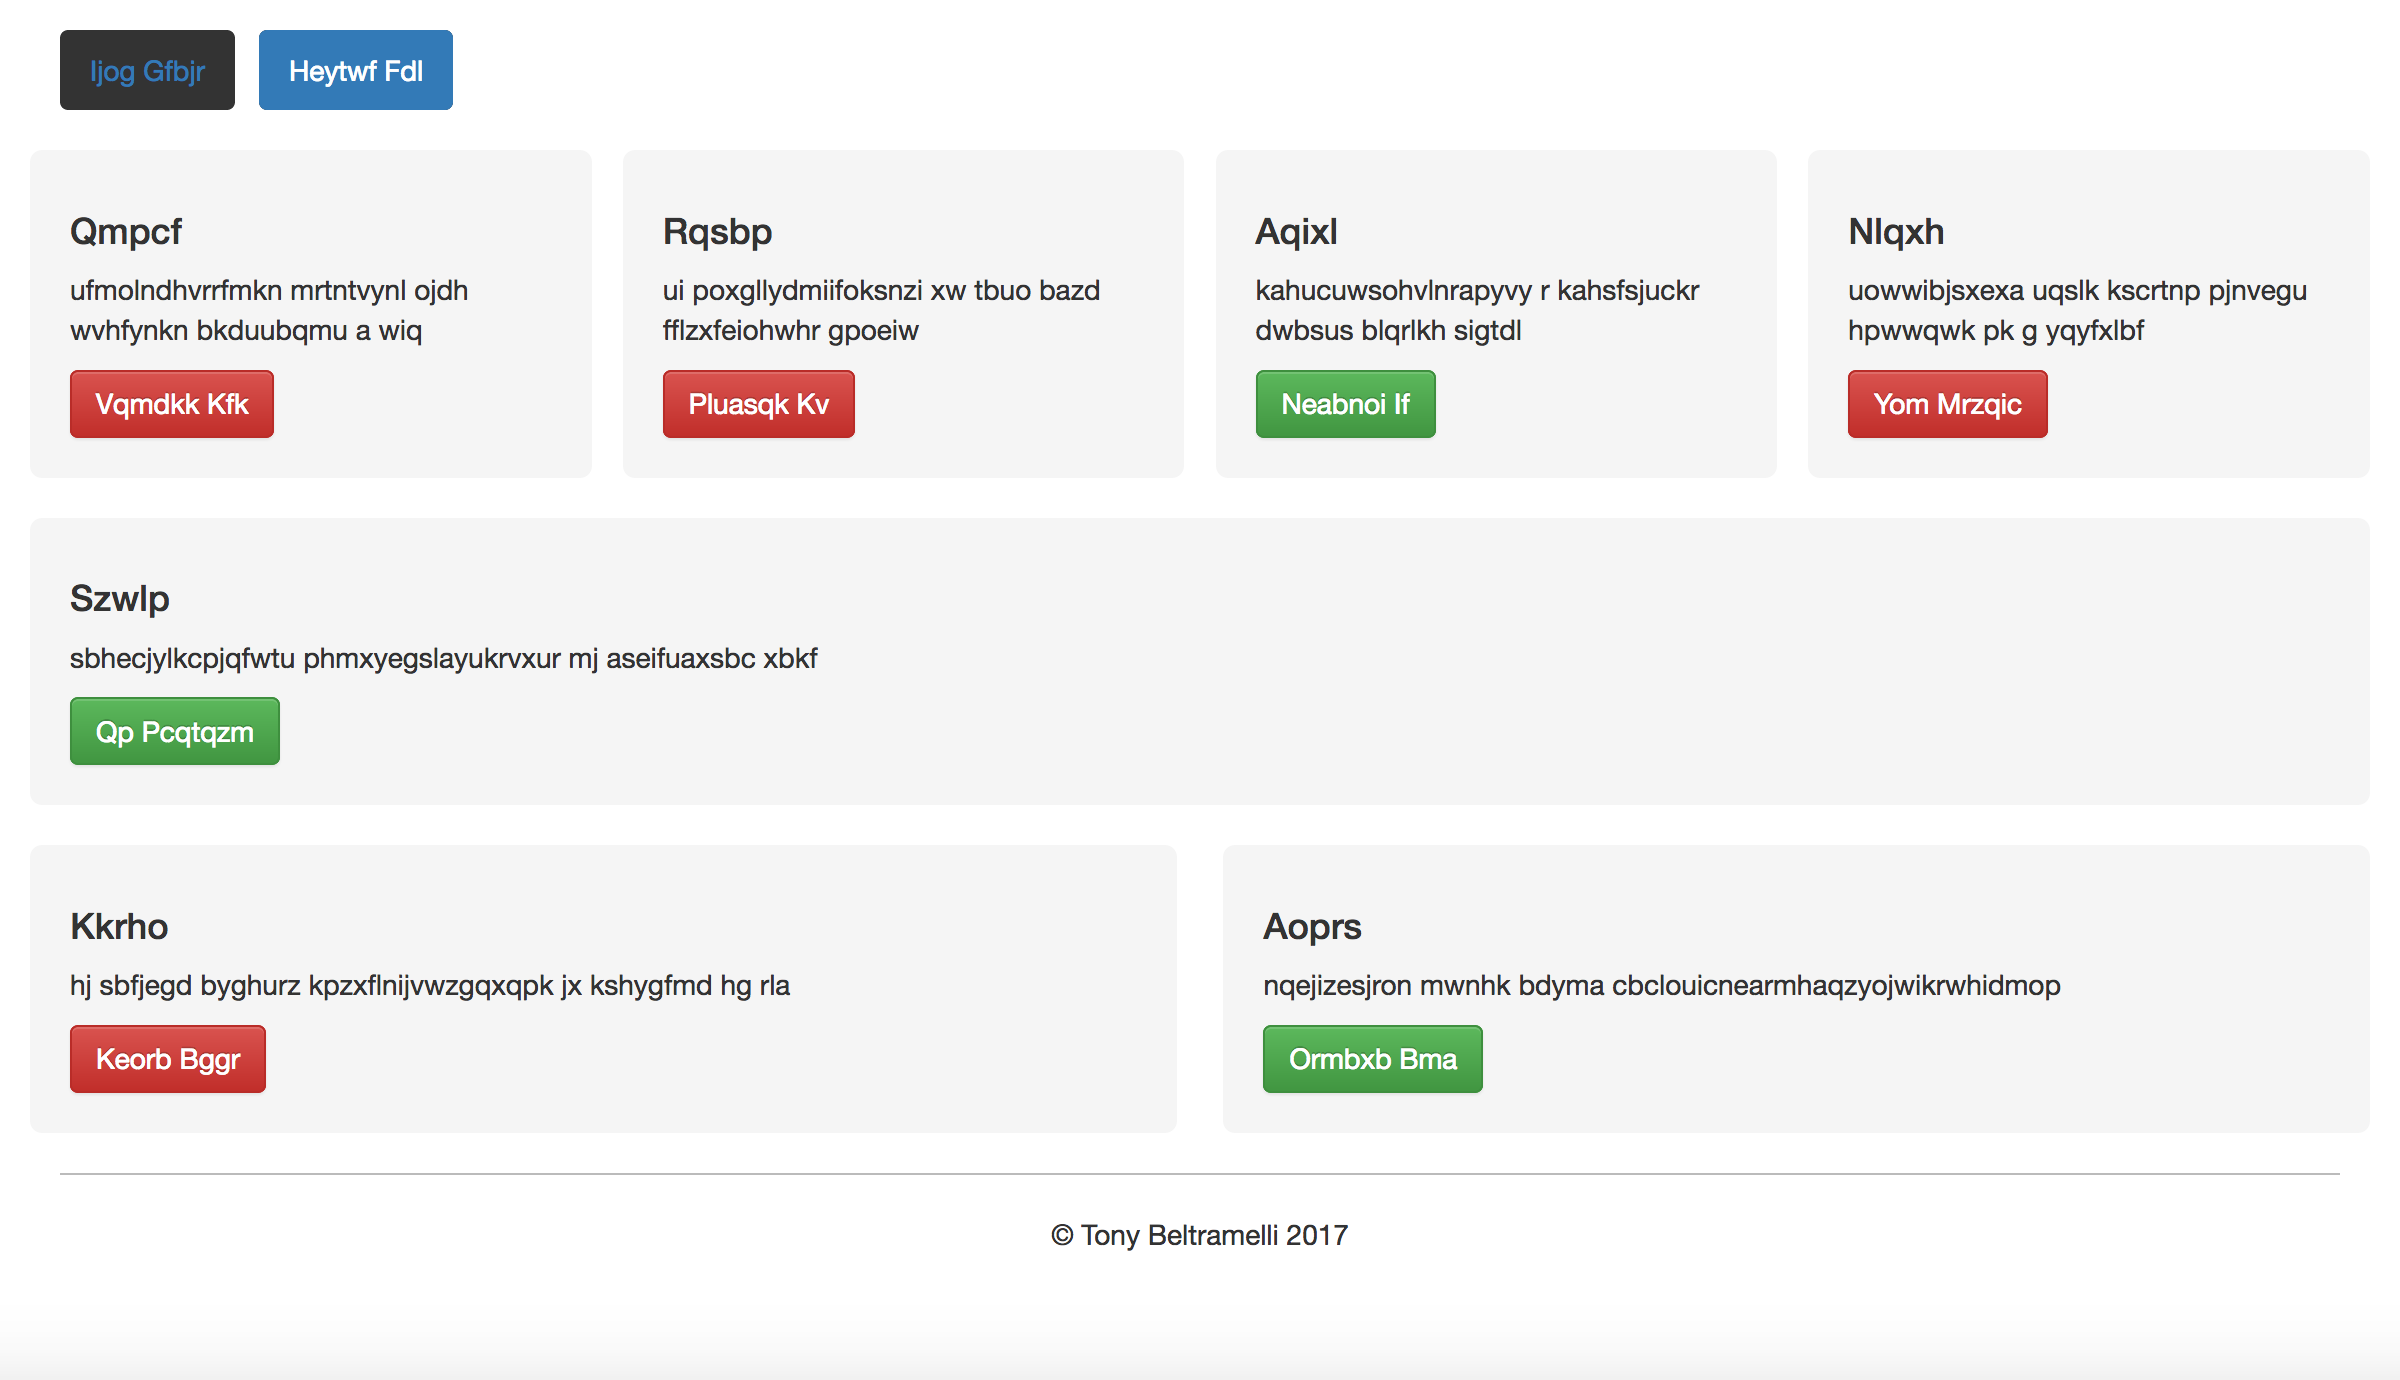 Ijog Gfbjr
Heytwf Fdl
Qmpcf
ufmolndhvrrfmkn mrtntvynl ojdh
wvhfynkn bkduubqmu a wiq
Vqmdkk Kfk
Rqsbp
ui poxgllydmiifoksnzi xw tbuo bazd
fflzxfeiohwhr gpoeiw
Pluasqk Kv
Aqixl
kahucuwsohvlnrapyvy r kahsfsjuckr
dwbsus blqrlkh sigtdl
Neabnoi If
Nlqxh
uowwibjsxexa uqslk kscrtnp pjnvegu
hpwwqwk pk g yqyfxlbf
Yom Mrzqic
Szwlp
sbhecjylkcpjqfwtu phmxyegslayukrvxur mj aseifuaxsbc xbkf
Qp Pcqtqzm
Kkrho
hj sbfjegd byghurz kpzxflnijvwzgqxqpk jx kshygfmd hg rla
Keorb Bggr
Aoprs
nqejizesjron mwnhk bdyma cbclouicnearmhaqzyojwikrwhidmop
Ormbxb Bma
© Tony Beltramelli 2017